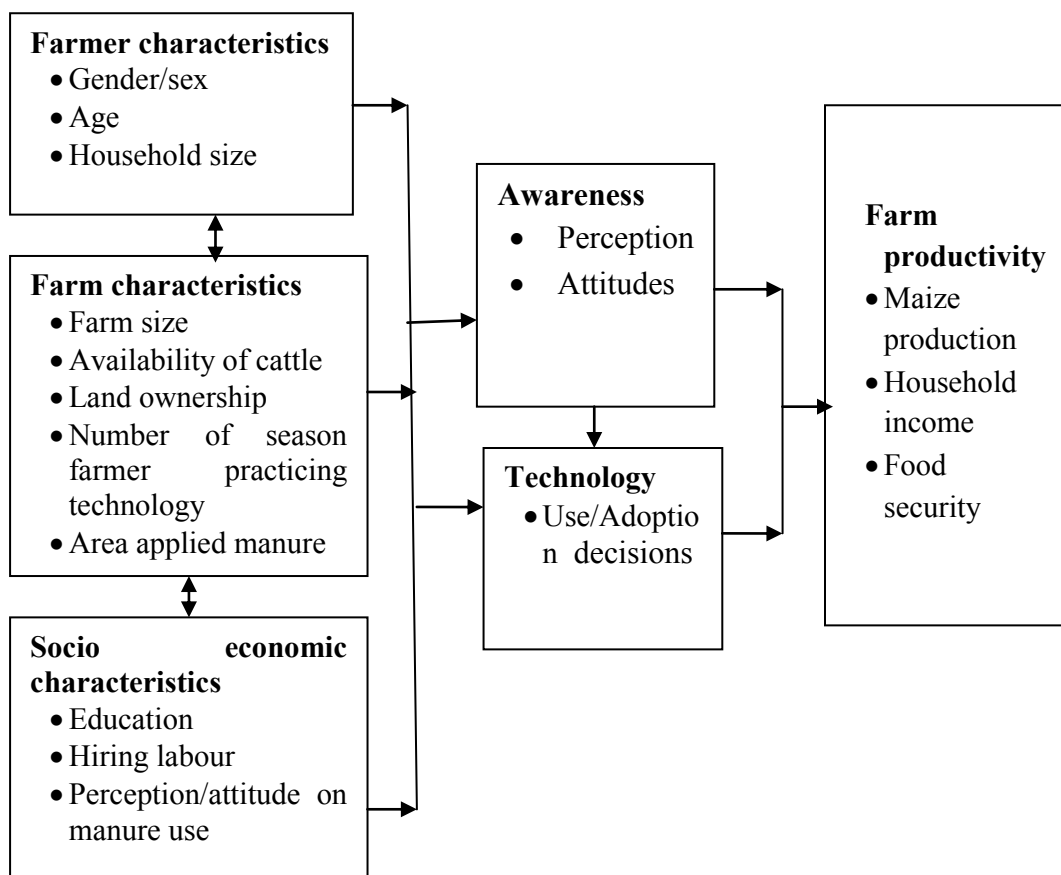 Farmer characteristics
• Gender/sex
• Age
• Household size
Farm characteristics
• Farm size
• Availability of cattle
• Land ownership
• Number of season
farmer practicing
technology
• Area applied manure
Socio economic
characteristics
• Education
• Hiring labour
• Perception/attitude on
manure use
Awareness
• Perception
• Attitudes
Technology
• Use/Adoptio
n decisions
Farm
productivity
• Maize
production
• Household
income
• Food
security